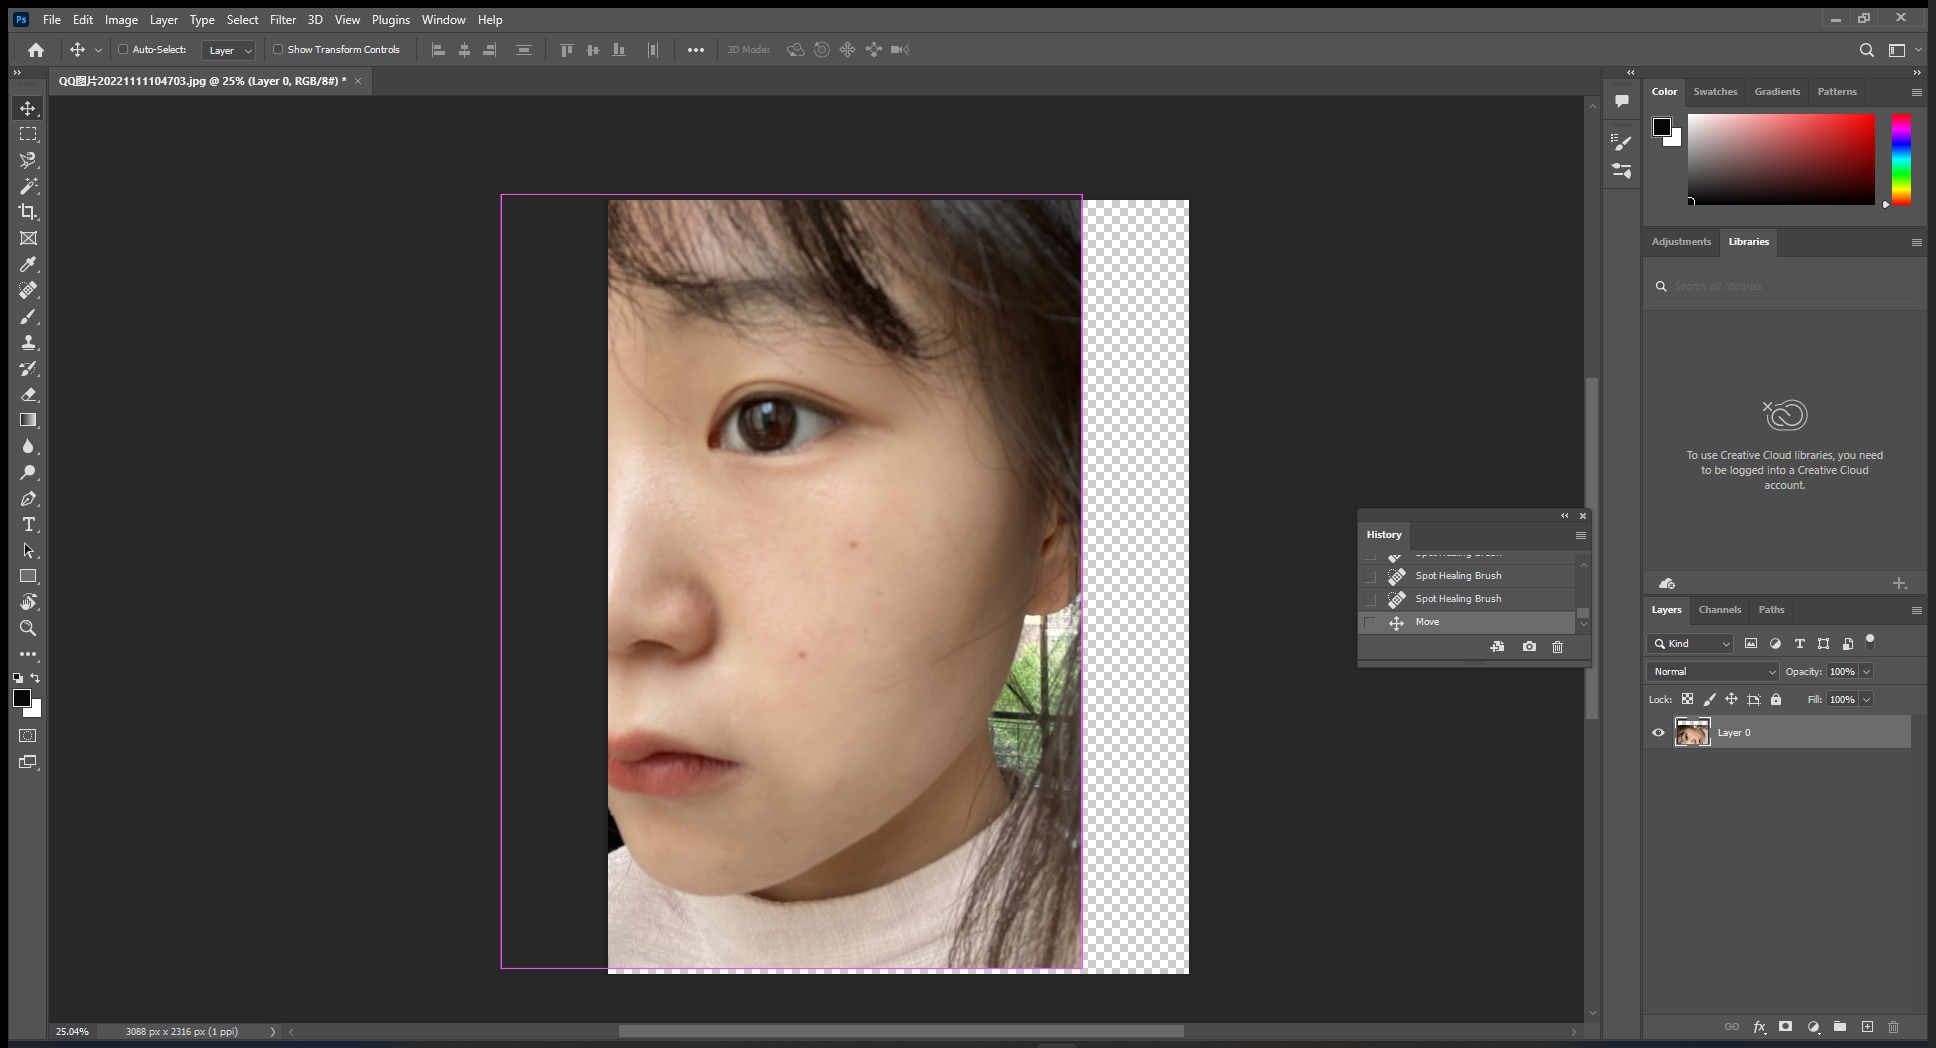 Ps File Edit Image Layer Type Select Filter 3D View Plugins Window Help
Auto-Select: Layer Show Transform Controls 3D Mode:
QQ图片20221111104703.jpg @ 25% (Layer 0, RGB/8#) *
Color Swatches Gradients Patterns
Adjustments Libraries
Search all libraries
To use Creative Cloud libraries, you need
to be logged into a Creative Cloud
account.
History
Spot Healing Brush
Spot Healing Brush
Spot Healing Brush
Move
Layers Channels Paths
Kind
Normal Opacity: 100%
Lock: Fill: 100%
Layer 0
25.04% 3088 px x 2316 px (1 ppi)